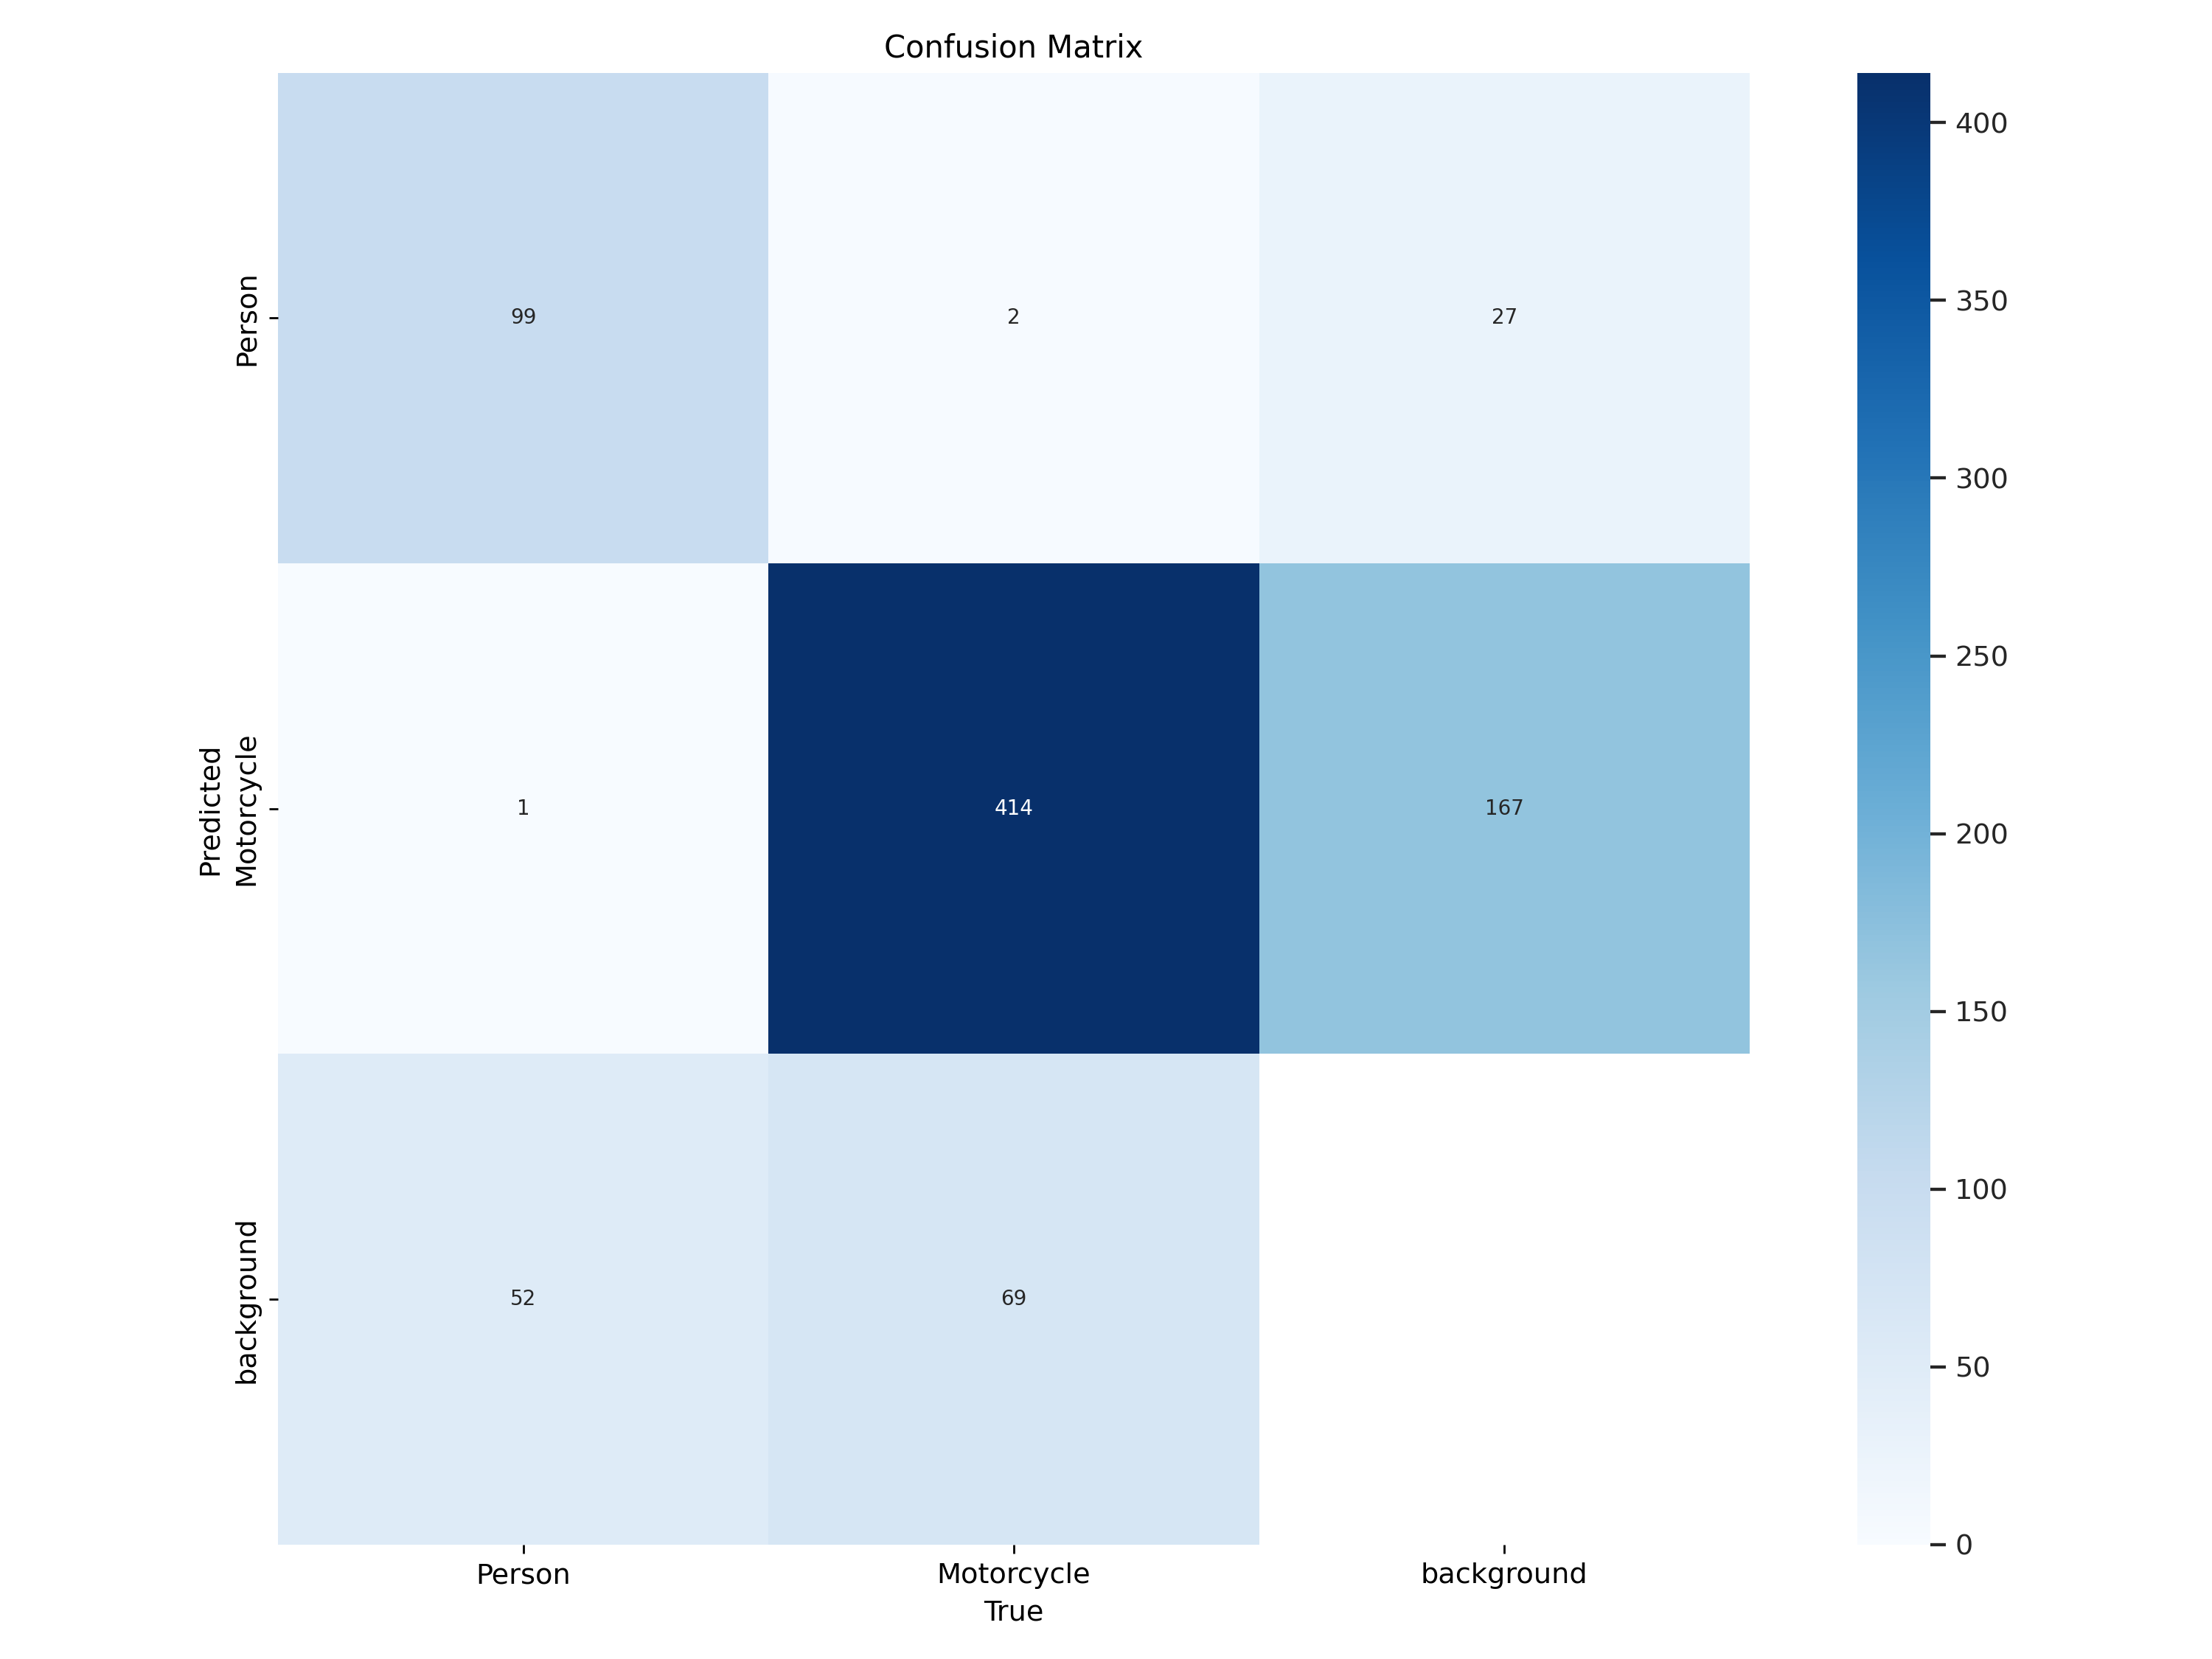 Confusion Matrix
Person
99
2
27
400
350
300
250
200
150
100
50
0
Predicted
Motorcycle
1
414
167
background
52
69
Person
Motorcycle
background
True